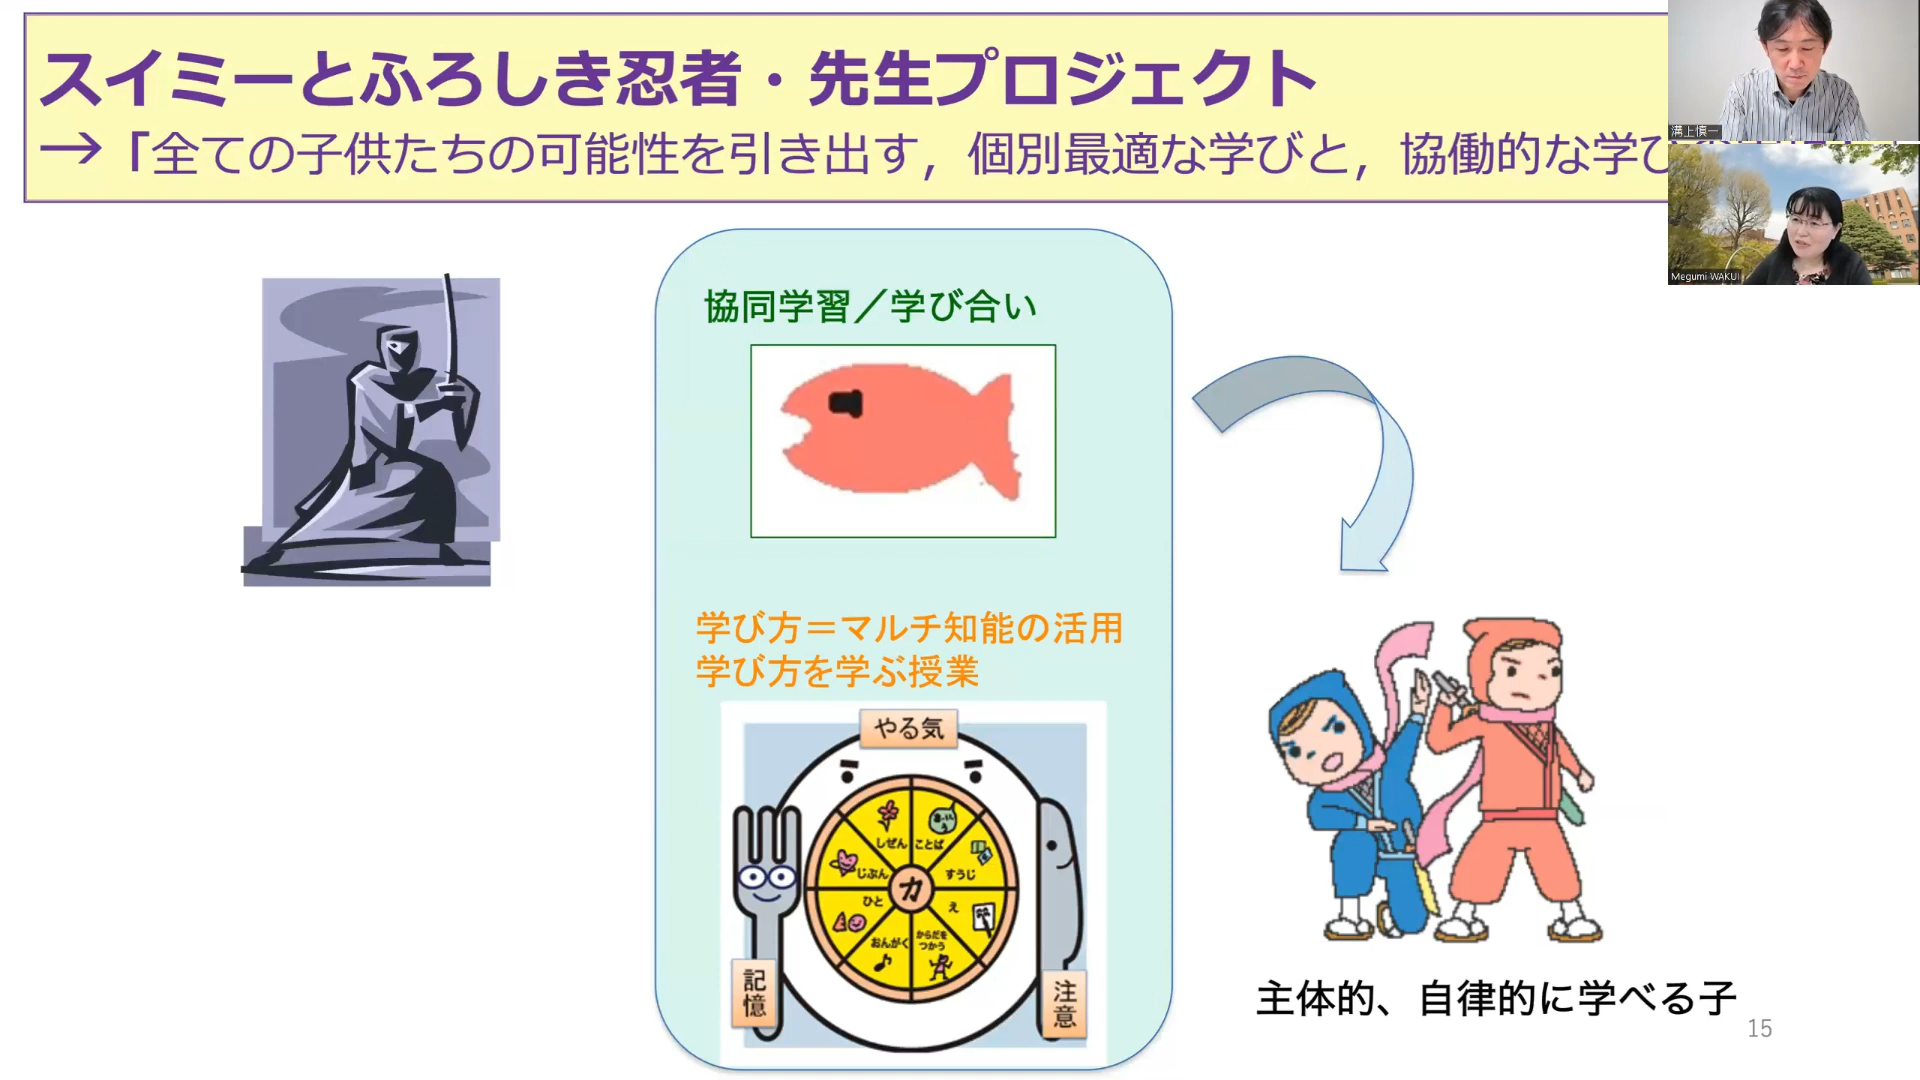 スイミーとふろしき忍者・先生プロジェクト
→「全ての子供たちの可能性を引き出す，個別最適な学びと，協働的な学び
溝上慎一
Megumi WAKUI
協同学習／学び合い
学び方＝マルチ知能の活用
学び方を学ぶ授業
やる気
しぜん
ことば
じぶん
すうじ
力
ひと
え
おんがく
からだを
つかう
記憶
注意
主体的、自律的に学べる子
15